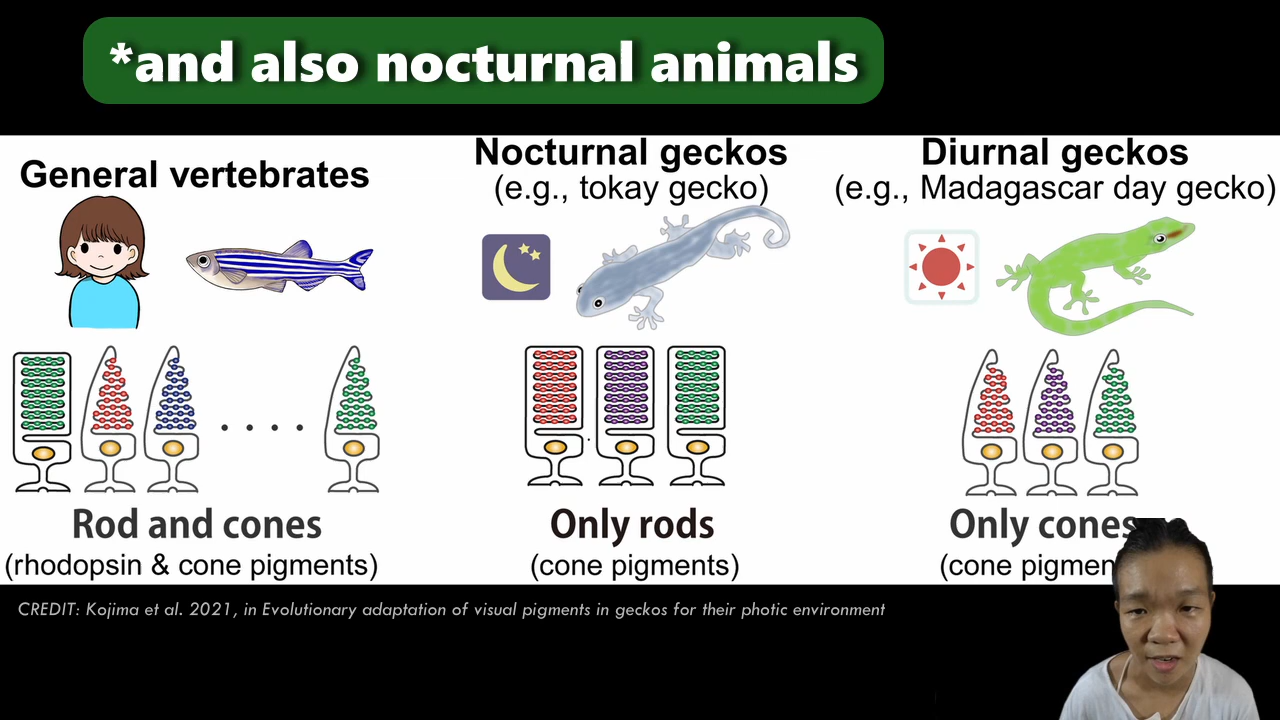 *and also nocturnal animals
General vertebrates
Nocturnal geckos
(e.g., tokay gecko)
Diurnal geckos
(e.g., Madagascar day gecko)
Rod and cones
(rhodopsin & cone pigments)
Only rods
(cone pigments)
Only cones
(cone pigmen
CREDIT: Kojima et al. 2021, in Evolutionary adaptation of visual pigments in geckos for their photic environment